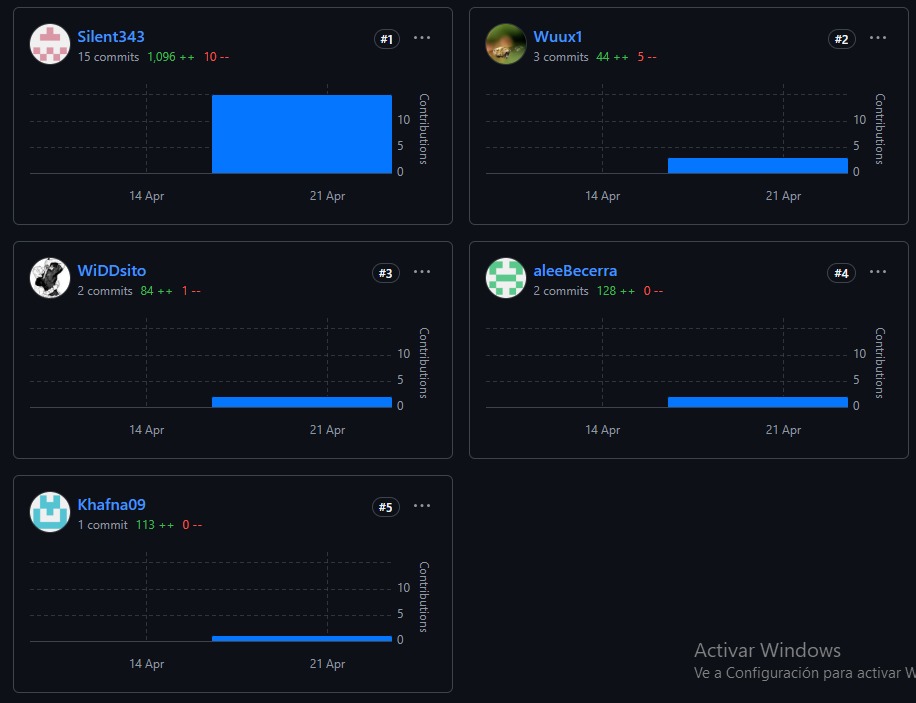 Silent343
#1
···
15 commits 1,096 ++ 10 --
Contributions
10
5
0
14 Apr
21 Apr
Wuux1
#2
···
3 commits 44 ++ 5 --
Contributions
10
5
0
14 Apr
21 Apr
WiDDsito
#3
···
2 commits 84 ++ 1 --
Contributions
10
5
0
14 Apr
21 Apr
aleeBecerra
#4
···
2 commits 128 ++ 0 --
Contributions
10
5
0
14 Apr
21 Apr
Khafna09
#5
···
1 commit 113 ++ 0 --
Contributions
10
5
0
14 Apr
21 Apr
Activar Windows
Ve a Configuración para activar W